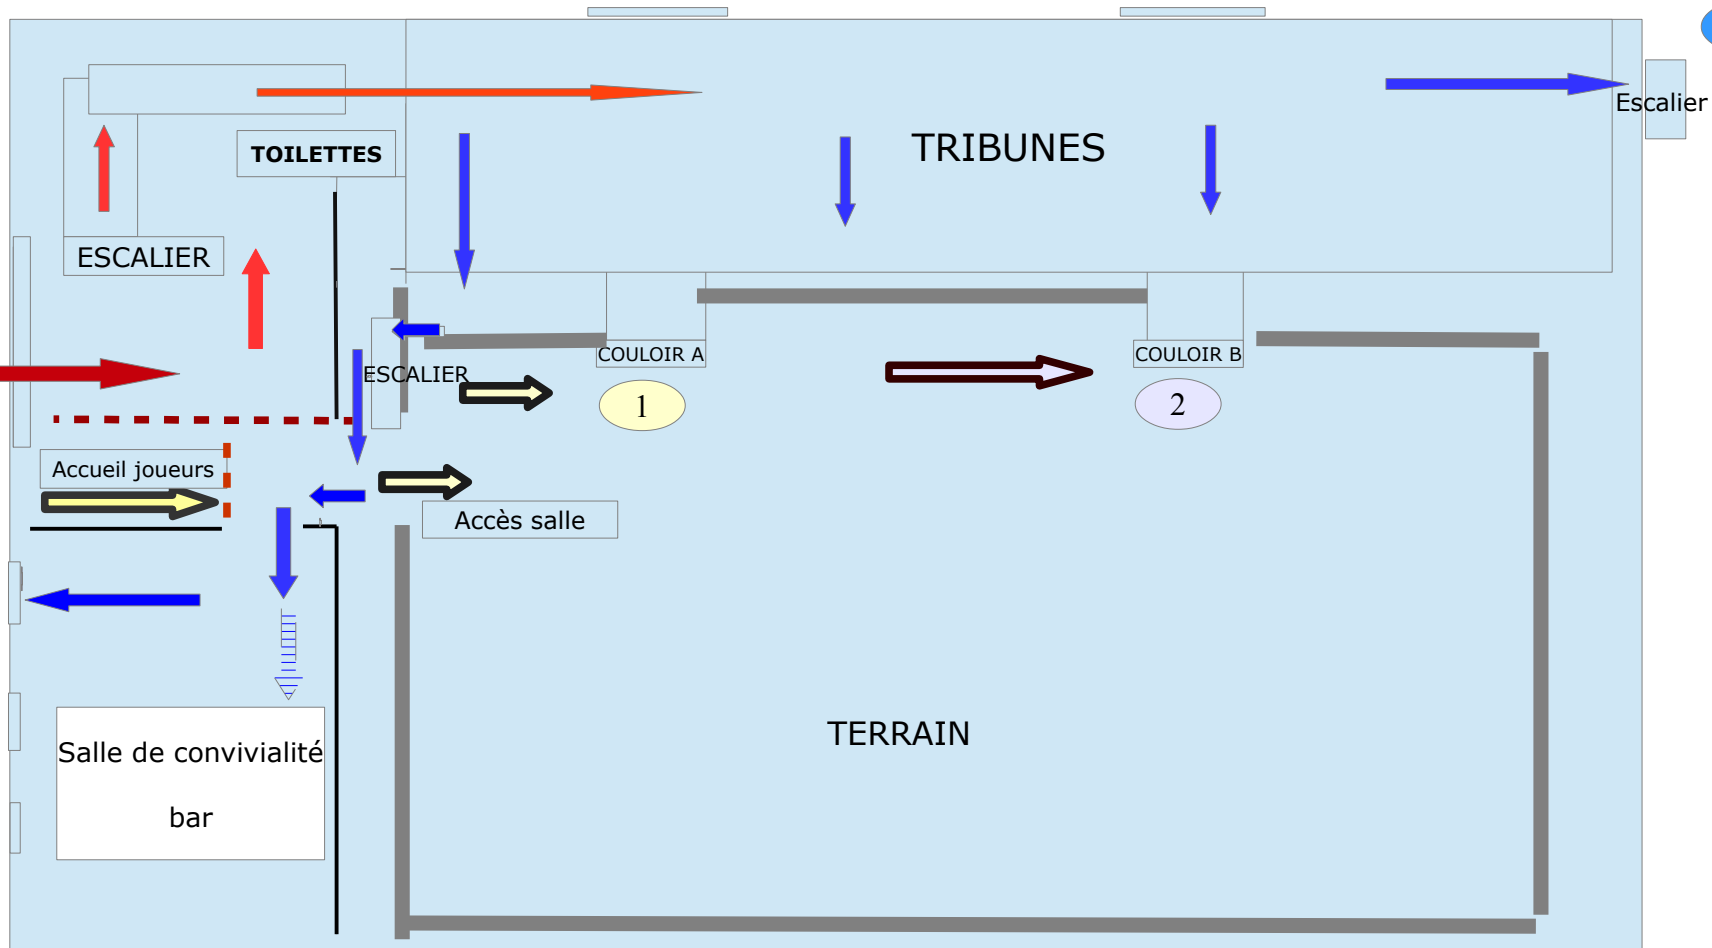 Escalier
TRIBUNES
TOILETTES
ESCALIER
COULOIR A
COULOIR B
ESCALIER
1
2
Accueil joueurs
Accès salle
TERRAIN
Salle de convivialité
bar